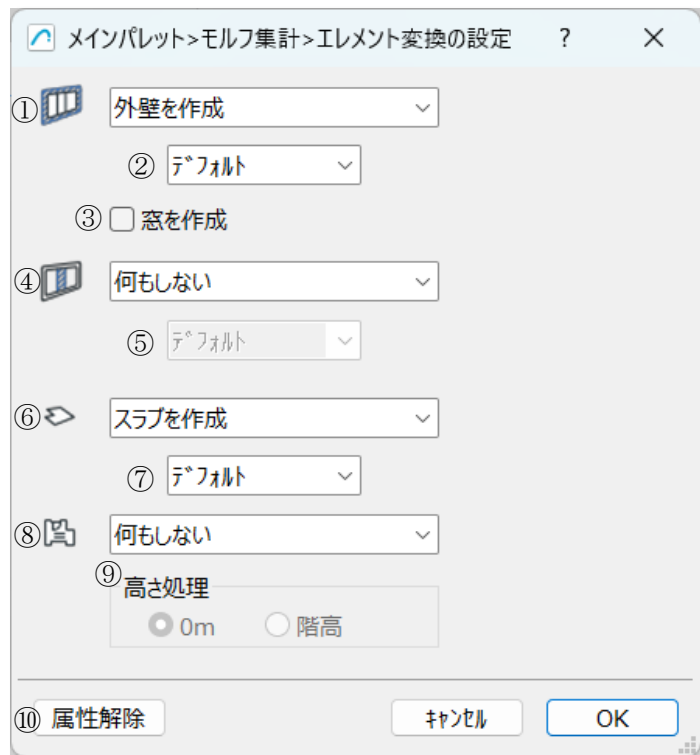 メインパレット>モルフ集計>エレメント変換の設定 ?
① 外壁を作成
② ﾃﾞﾌｫﾙﾄ
③ 窓を作成
④ 何もしない
⑤ ﾃﾞﾌｫﾙﾄ
⑥ スラブを作成
⑦ ﾃﾞﾌｫﾙﾄ
⑧ 何もしない
⑨ 高さ処理
0m 階高
⑩ 属性解除 ｷｬﾝｾﾙ OK